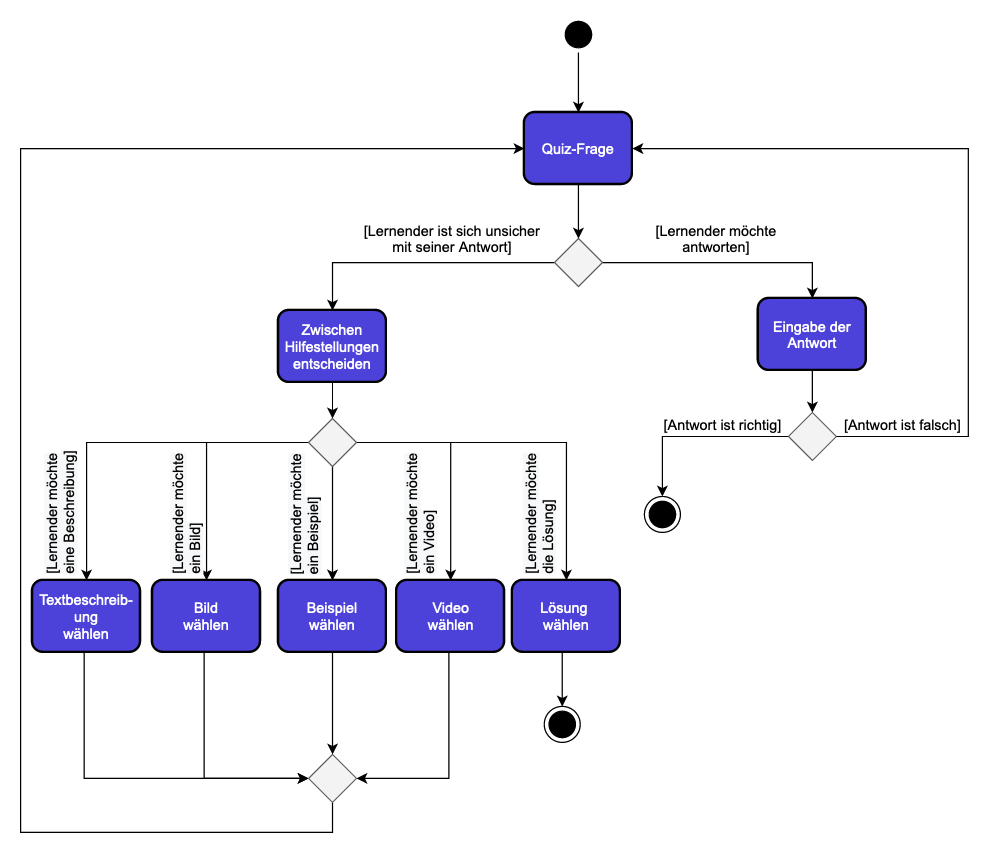 Quiz-Frage
[Lernender ist sich unsicher
mit seiner Antwort]
[Lernender möchte
antworten]
Zwischen
Hilfestellungen
entscheiden
Eingabe der
Antwort
[Antwort ist richtig]
[Antwort ist falsch]
[Lernender möchte
eine Beschreibung]
[Lernender möchte
ein Bild]
[Lernender möchte
ein Beispiel]
[Lernender möchte
ein Video]
[Lernender möchte
die Lösung]
Textbeschreib-
ung
wählen
Bild
wählen
Beispiel
wählen
Video
wählen
Lösung
wählen